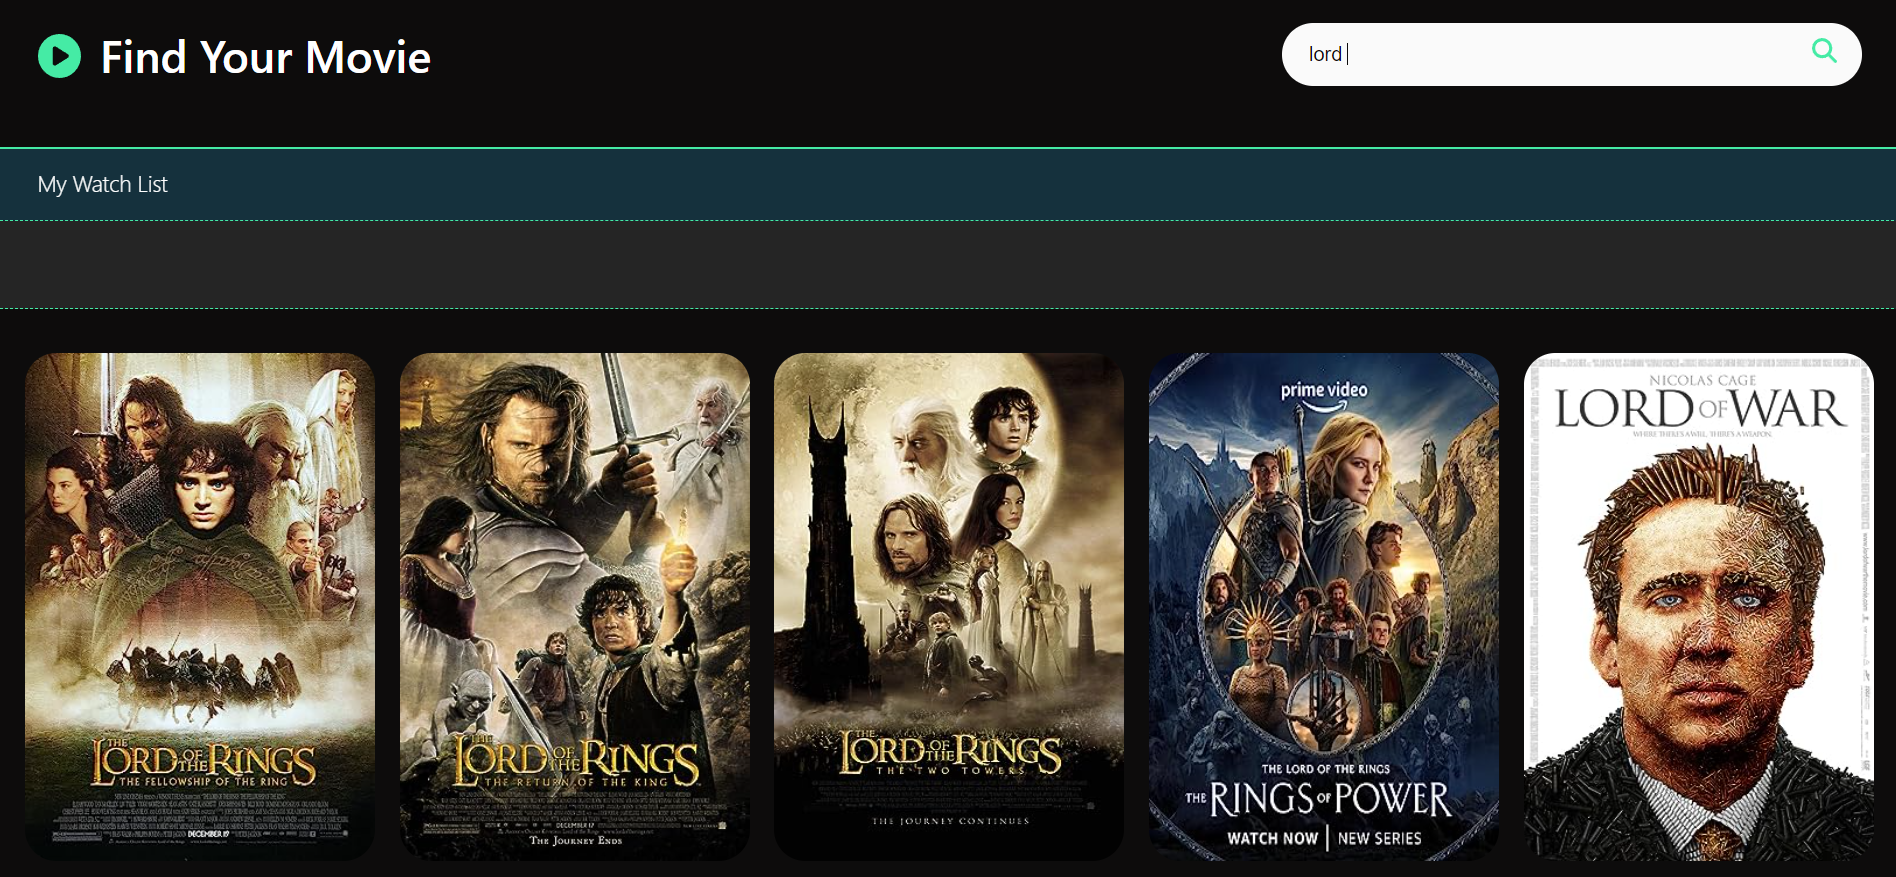 Find Your Movie
lord
My Watch List
THE
LORD OF THE RINGS
THE FELLOWSHIP OF THE RING
DECEMBER 19
THE
LORD OF THE RINGS
THE RETURN OF THE KING
DECEMBER 17
THE JOURNEY ENDS
THE
LORD OF THE RINGS
THE TWO TOWERS
THE JOURNEY CONTINUES
prime video
THE LORD OF THE RINGS
THE RINGS OF POWER
WATCH NOW | NEW SERIES
NICOLAS CAGE
LORD OF WAR
WHERE THERE'S A WILL, THERE'S A WEAPON.